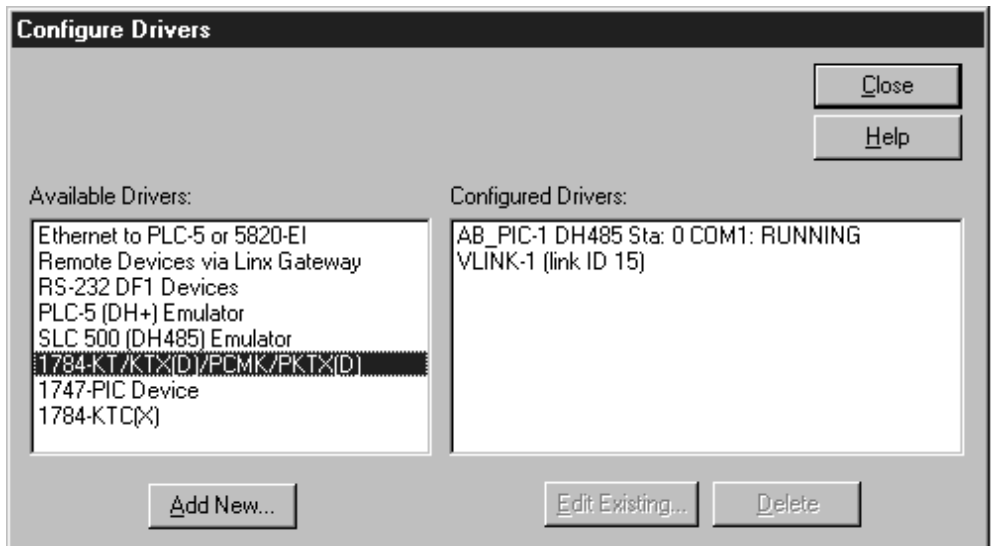 Configure Drivers
Close
Help
Available Drivers:
Configured Drivers:
Ethernet to PLC-5 or 5820-EI
Remote Devices via Linx Gateway
RS-232 DF1 Devices
PLC-5 (DH+) Emulator
SLC 500 (DH485) Emulator
1784-KT/KTX(D)/PCMK/PKTX(D)
1747-PIC Device
1784-KTC(X)
AB_PIC-1 DH485 Sta: 0 COM1: RUNNING
VLINK-1 (link ID 15)
Add New...
Edit Existing...
Delete